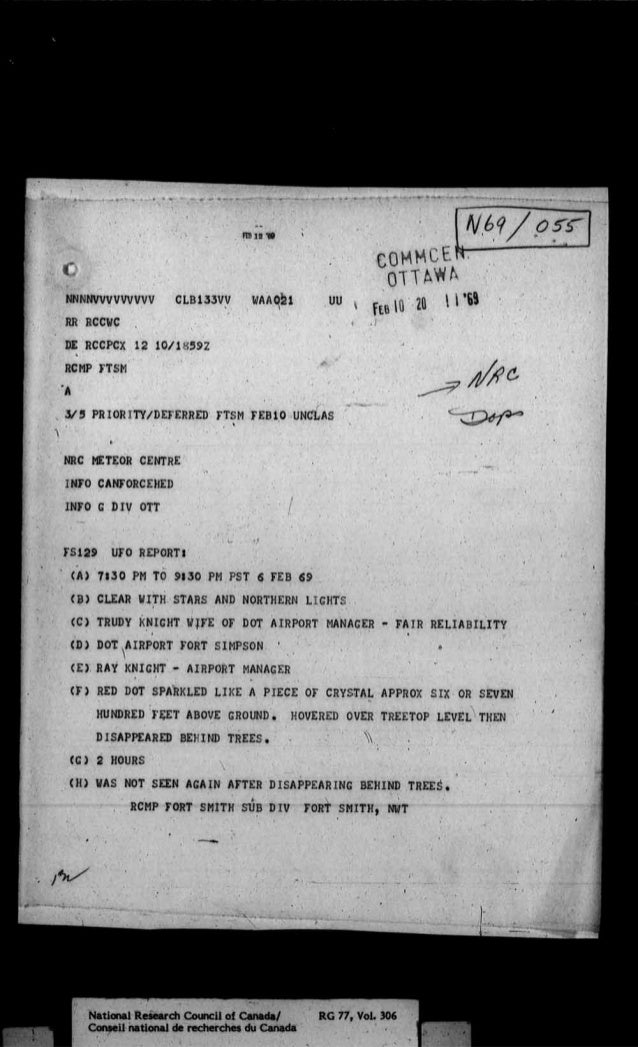 N69/055
FEB 12 '69
COMMCEN
OTTAWA
FEB 10 20 11 '69
NNNNVVVVVVVVV CLB133VV WAA021 UU
RR RCCWC
DE RCCPCX 12 10/1859Z
RCMP FTSM
A
3/5 PRIORITY/DEFERRED FTSM FEB10 UNCLAS
→ NRC
NRC METEOR CENTRE
INFO CANFORCEHED
INFO G DIV OTT
FS129 UFO REPORT:
(A) 7:30 PM TO 9:30 PM PST 6 FEB 69
(B) CLEAR WITH STARS AND NORTHERN LIGHTS
(C) TRUDY KNIGHT WIFE OF DOT AIRPORT MANAGER - FAIR RELIABILITY
(D) DOT AIRPORT FORT SIMPSON
(E) RAY KNIGHT - AIRPORT MANAGER
(F) RED DOT SPARKLED LIKE A PIECE OF CRYSTAL APPROX SIX OR SEVEN
HUNDRED FEET ABOVE GROUND. HOVERED OVER TREETOP LEVEL THEN
DISAPPEARED BEHIND TREES.
(G) 2 HOURS
(H) WAS NOT SEEN AGAIN AFTER DISAPPEARING BEHIND TREES.
RCMP FORT SMITH SUB DIV FORT SMITH, NWT
National Research Council of Canada/ RG 77, Vol. 306
Conseil national de recherches du Canada